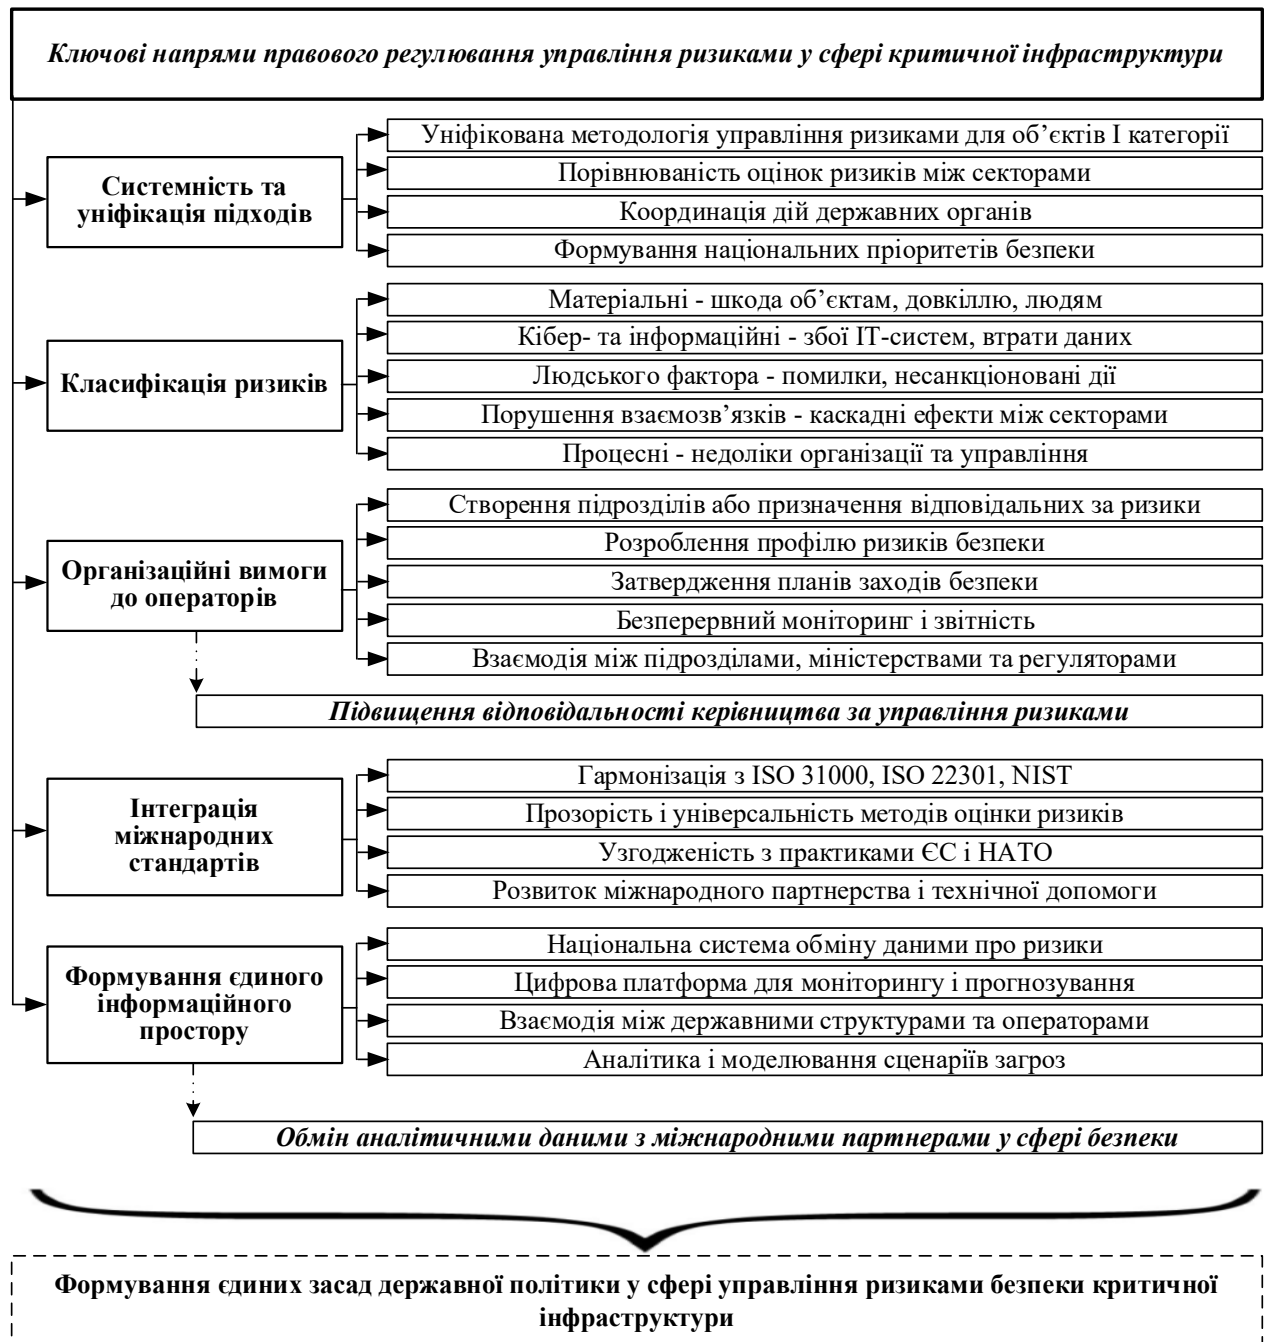 Ключові напрями правового регулювання управління ризиками у сфері критичної інфраструктури
Системність та
уніфікація підходів
Уніфікована методологія управління ризиками для об’єктів І категорії
Порівнюваність оцінок ризиків між секторами
Координація дій державних органів
Формування національних пріоритетів безпеки
Класифікація ризиків
Матеріальні - шкода об’єктам, довкіллю, людям
Кібер- та інформаційні - збої ІТ-систем, втрати даних
Людського фактора - помилки, несанкціоновані дії
Порушення взаємозв’язків - каскадні ефекти між секторами
Процесні - недоліки організації та управління
Організаційні вимоги
до операторів
Створення підрозділів або призначення відповідальних за ризики
Розроблення профілю ризиків безпеки
Затвердження планів заходів безпеки
Безперервний моніторинг і звітність
Взаємодія між підрозділами, міністерствами та регуляторами
Підвищення відповідальності керівництва за управління ризиками
Інтеграція
міжнародних
стандартів
Гармонізація з ISO 31000, ISO 22301, NIST
Прозорість і універсальність методів оцінки ризиків
Узгодженість з практиками ЄС і НАТО
Розвиток міжнародного партнерства і технічної допомоги
Формування єдиного
інформаційного
простору
Національна система обміну даними про ризики
Цифрова платформа для моніторингу і прогнозування
Взаємодія між державними структурами та операторами
Аналітика і моделювання сценаріїв загроз
Обмін аналітичними даними з міжнародними партнерами у сфері безпеки
Формування єдиних засад державної політики у сфері управління ризиками безпеки критичної
інфраструктури